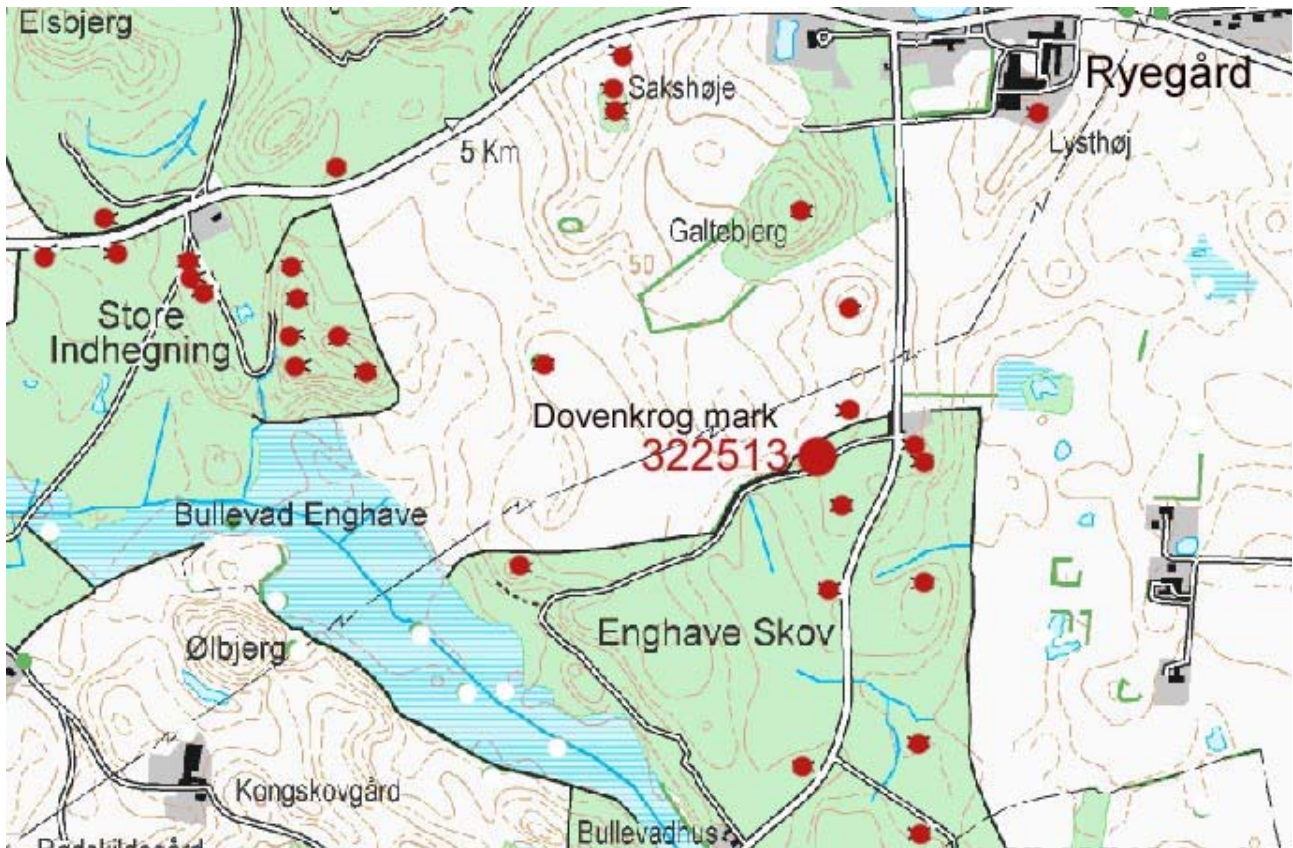 Elsbjerg
Sakshøje
Ryegård
5 Km
Lysthøj
Galtebjerg
50
Store
Indhegning
Dovenkrog mark
322513
Bullevad Enghave
Enghave Skov
Ølbjerg
Kongskovgård
Bullevadhus